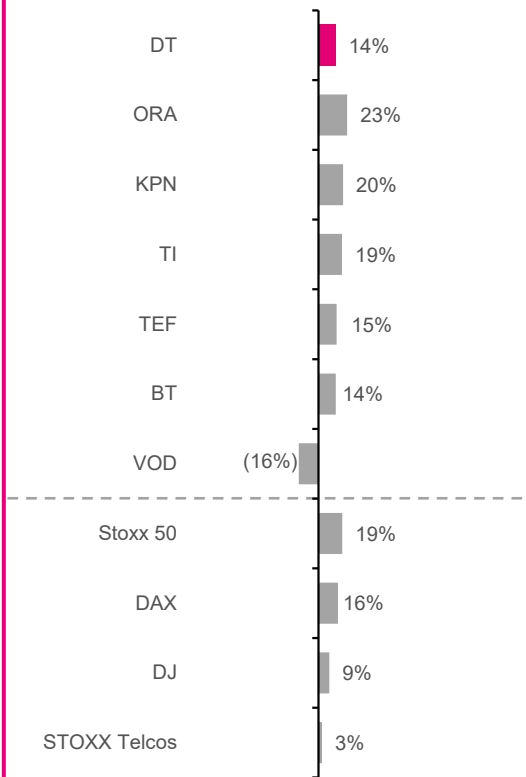 DT 14%
ORA 23%
KPN 20%
TI 19%
TEF 15%
BT 14%
VOD (16%)
Stoxx 50 19%
DAX 16%
DJ 9%
STOXX Telcos 3%